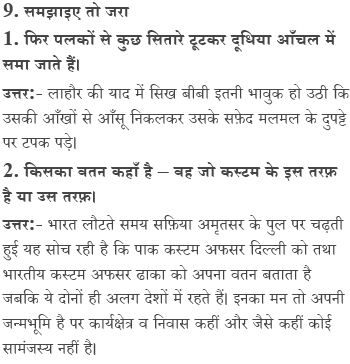 9. समझाइए तो जरा
1. फिर पलकों से कुछ सितारे टूटकर दूधिया आँचल में
समा जाते हैं।
उत्तर:- लाहौर की याद में सिख बीबी इतनी भावुक हो उठी कि
उसकी आँखों से आँसू निकलकर उसके सफ़ेद मलमल के दुपट्टे
पर टपक पड़े।
2. किसका वतन कहाँ है – वह जो कस्टम के इस तरफ़
है या उस तरफ़।
उत्तर:- भारत लौटते समय सफ़िया अमृतसर के पुल पर चढ़ती
हुई यह सोच रही है कि पाक कस्टम अफसर दिल्ली को तथा
भारतीय कस्टम अफसर ढाका को अपना वतन बताता है
जबकि ये दोनों ही अलग देशों में रहते हैं। इनका मन तो अपनी
जन्मभूमि है पर कार्यक्षेत्र व निवास कहीं और जैसे कहीं कोई
सामंजस्य नहीं है।